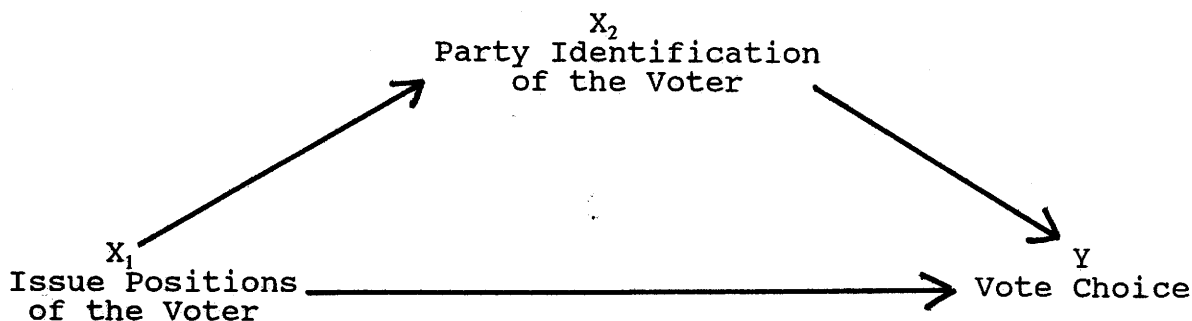 X₂
Party Identification
of the Voter
X₁
Issue Positions
of the Voter
Y
Vote Choice